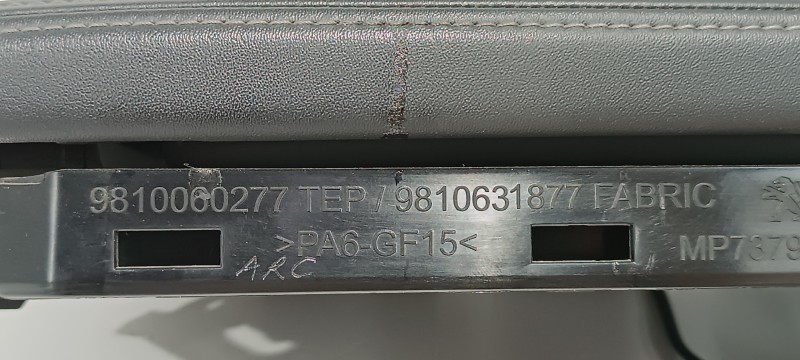 9810060277 TEP / 9810631877 FABRIC
>PA6-GF15<
MP7379
ARC